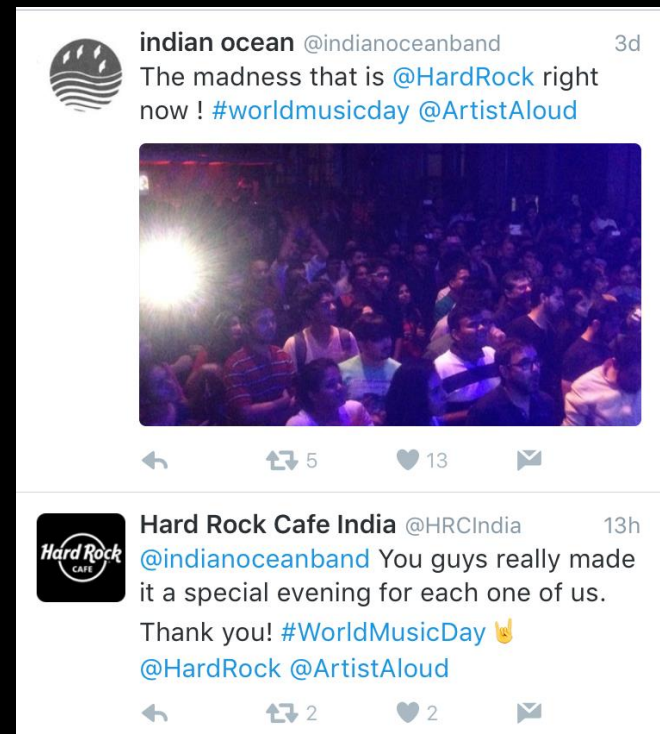 indian ocean @indianoceanband 3d
The madness that is @HardRock right
now ! #worldmusicday @ArtistAloud
5 13
Hard Rock Cafe India @HRCIndia 13h
Hard Rock
CAFE
@indianoceanband You guys really made
it a special evening for each one of us.
Thank you! #WorldMusicDay 🤘
@HardRock @ArtistAloud
2 2